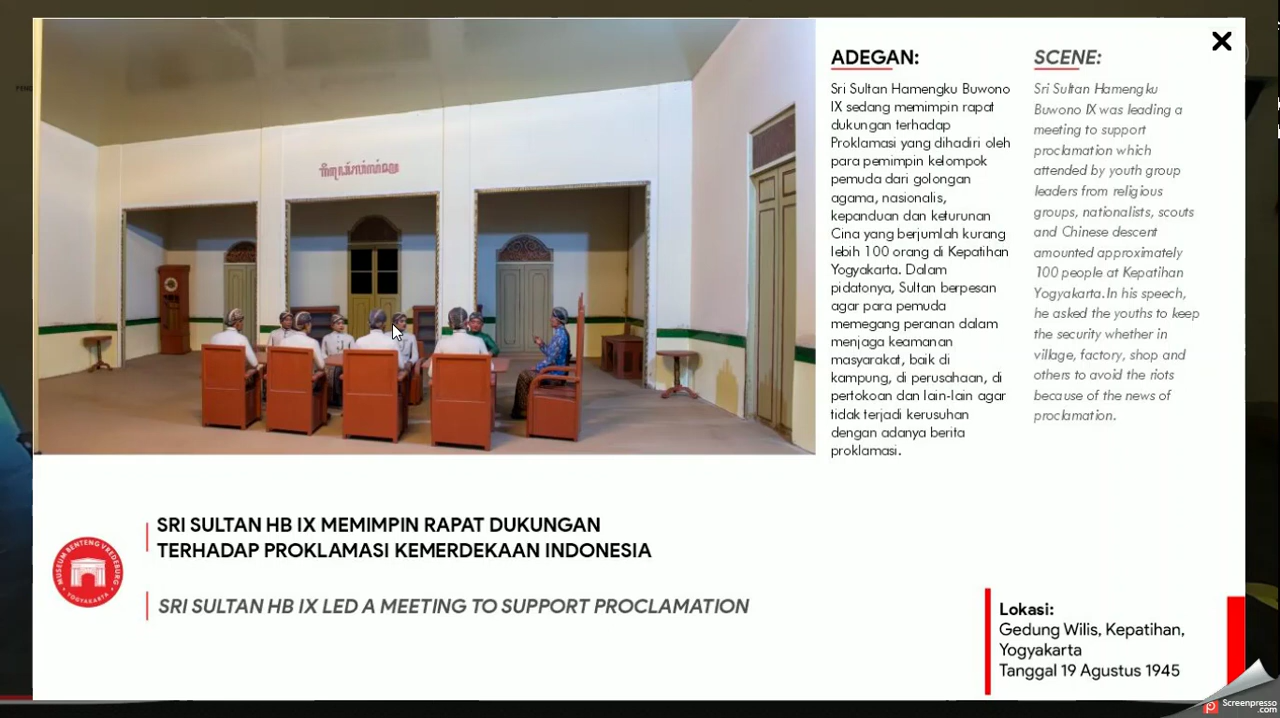 ADEGAN:
Sri Sultan Hamengku Buwono
IX sedang memimpin rapat
dukungan terhadap
Proklamasi yang dihadiri oleh
para pemimpin kelompok
pemuda dari golongan
agama, nasionalis,
kepanduan dan keturunan
Cina yang berjumlah kurang
lebih 100 orang di Kepatihan
Yogyakarta. Dalam
pidatonya, Sultan berpesan
agar para pemuda
memegang peranan dalam
menjaga keamanan
masyarakat, baik di
kampung, di perusahaan, di
pertokoan dan lain-lain agar
tidak terjadi kerusuhan
dengan adanya berita
proklamasi.
SCENE:
Sri Sultan Hamengku
Buwono IX was leading a
meeting to support
proclamation which
attended by youth group
leaders from religious
groups, nationalists, scouts
and Chinese descent
amounted approximately
100 people at Kepatihan
Yogyakarta.In his speech,
he asked the youths to keep
the security whether in
village, factory, shop and
others to avoid the riots
because of the news of
proclamation.
SRI SULTAN HB IX MEMIMPIN RAPAT DUKUNGAN
TERHADAP PROKLAMASI KEMERDEKAAN INDONESIA
MUSEUM BENTENG VREDEBURG
YOGYAKARTA
SRI SULTAN HB IX LED A MEETING TO SUPPORT PROCLAMATION
Lokasi:
Gedung Wilis, Kepatihan,
Yogyakarta
Tanggal 19 Agustus 1945
Screenpresso
.com